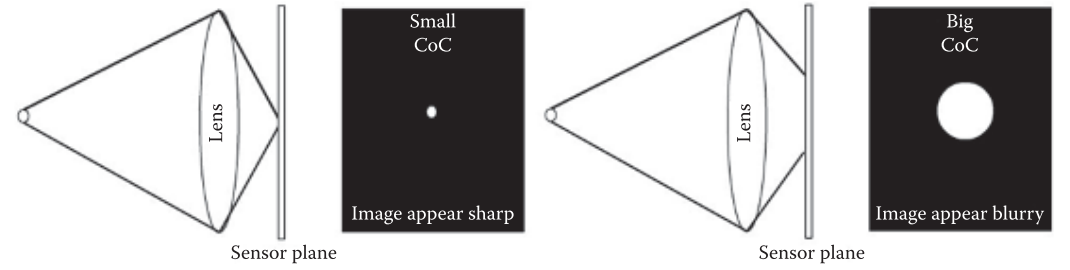 Lens
Sensor plane
Small
CoC
Image appear sharp
Lens
Sensor plane
Big
CoC
Image appear blurry